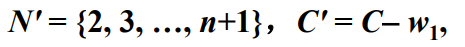 N' = {2, 3, …, n+1}，C' = C– w₁,